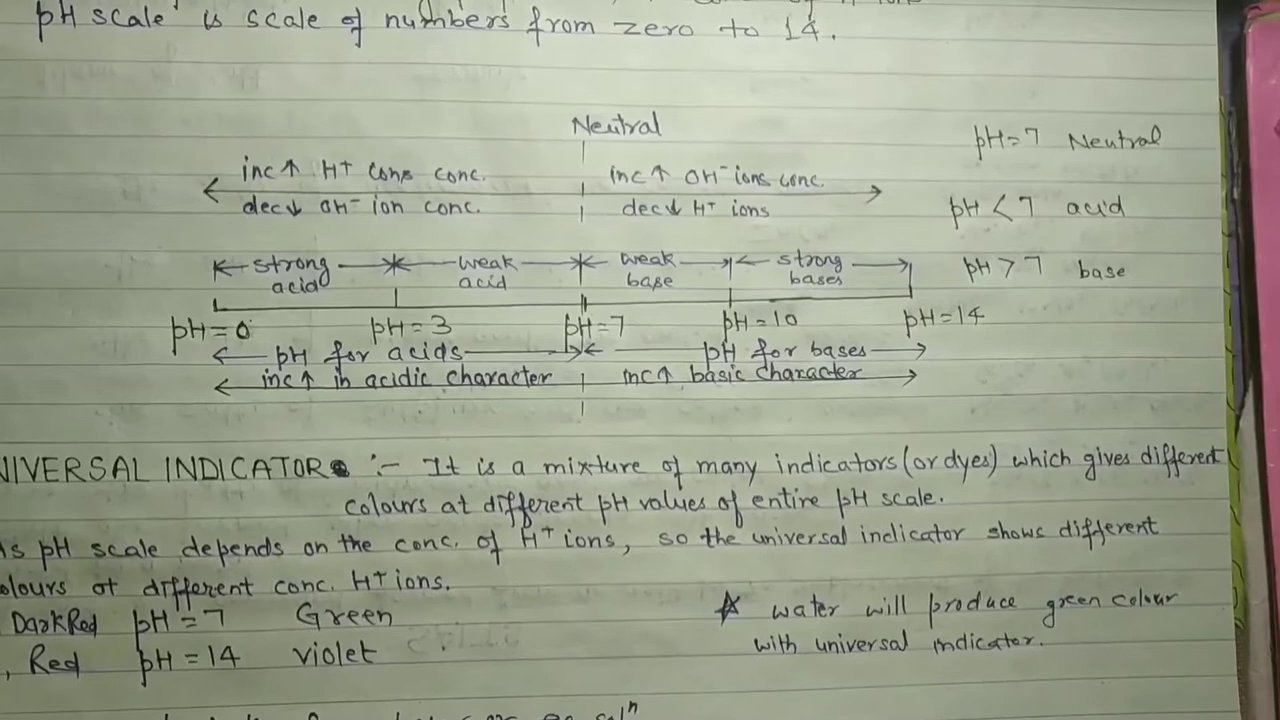 pH scale is scale of numbers from zero to 14.
Neutral
pH=7 Neutral
inc↑ H+ cons conc.
inc↑ OH- ions conc.
dec↓ OH- ion conc.
dec↓ H+ ions
pH<7 acid
strong acid
weak acid
weak base
strong bases
pH>7 base
pH=0 pH=3 pH=7 pH=10 pH=14
pH for acids pH for bases
inc↑ in acidic character inc↑ basic character
NIVERSAL INDICATOR :- It is a mixture of many indicators (or dyes) which gives different
colours at different pH values of entire pH scale.
As pH scale depends on the conc. of H+ ions, so the universal indicator shows different
olours at different conc. H+ ions.
DarkRed pH=7 Green
, Red pH=14 violet
☆ water will produce green colour
with universal indicator.